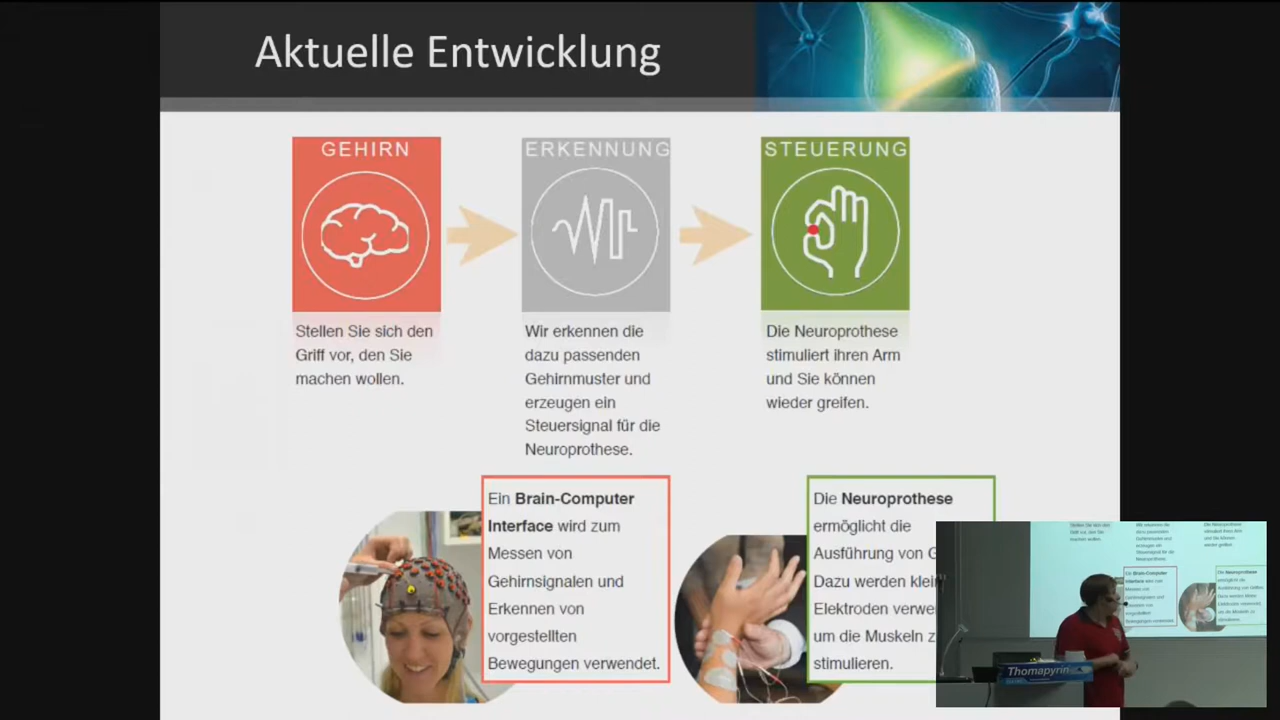 Aktuelle Entwicklung
GEHIRN
ERKENNUNG
STEUERUNG
Stellen Sie sich den
Griff vor, den Sie
machen wollen.
Wir erkennen die
dazu passenden
Gehirnmuster und
erzeugen ein
Steuersignal für die
Neuroprothese.
Die Neuroprothese
stimuliert ihren Arm
und Sie können
wieder greifen.
Ein Brain-Computer
Interface wird zum
Messen von
Gehirnsignalen und
Erkennen von
vorgestellten
Bewegungen verwendet.
Die Neuroprothese
ermöglicht die
Ausführung von G
Dazu werden klein
Elektroden verwe
um die Muskeln z
stimulieren.
Thomapyrin